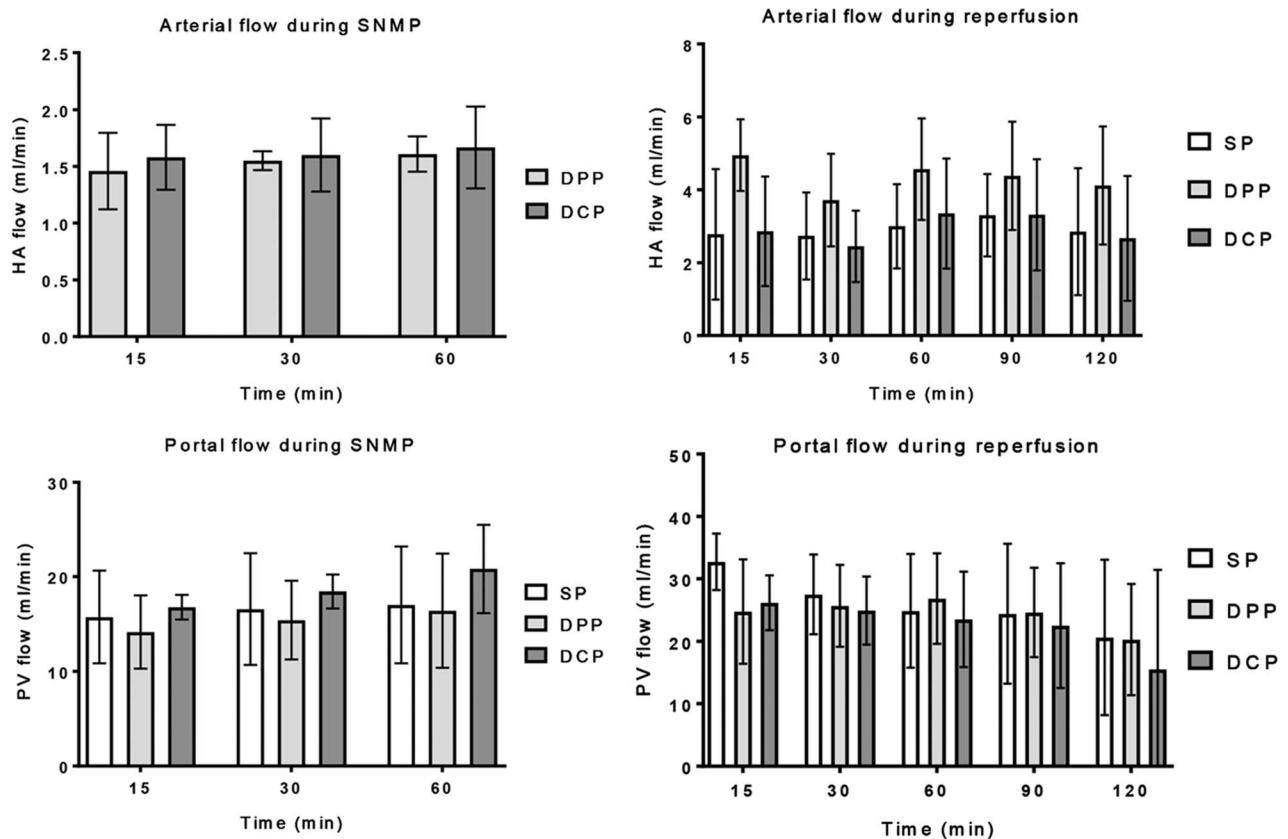 Arterial flow during SNMP
HA flow (ml/min)
2.5
2.0
1.5
1.0
0.5
0.0
15 30 60
Time (min)
DPP
DCP
Arterial flow during reperfusion
HA flow (ml/min)
8
6
4
2
0
15 30 60 90 120
Time (min)
SP
DPP
DCP
Portal flow during SNMP
PV flow (ml/min)
30
20
10
0
15 30 60
Time (min)
SP
DPP
DCP
Portal flow during reperfusion
PV flow (ml/min)
50
40
30
20
10
0
15 30 60 90 120
Time (min)
SP
DPP
DCP